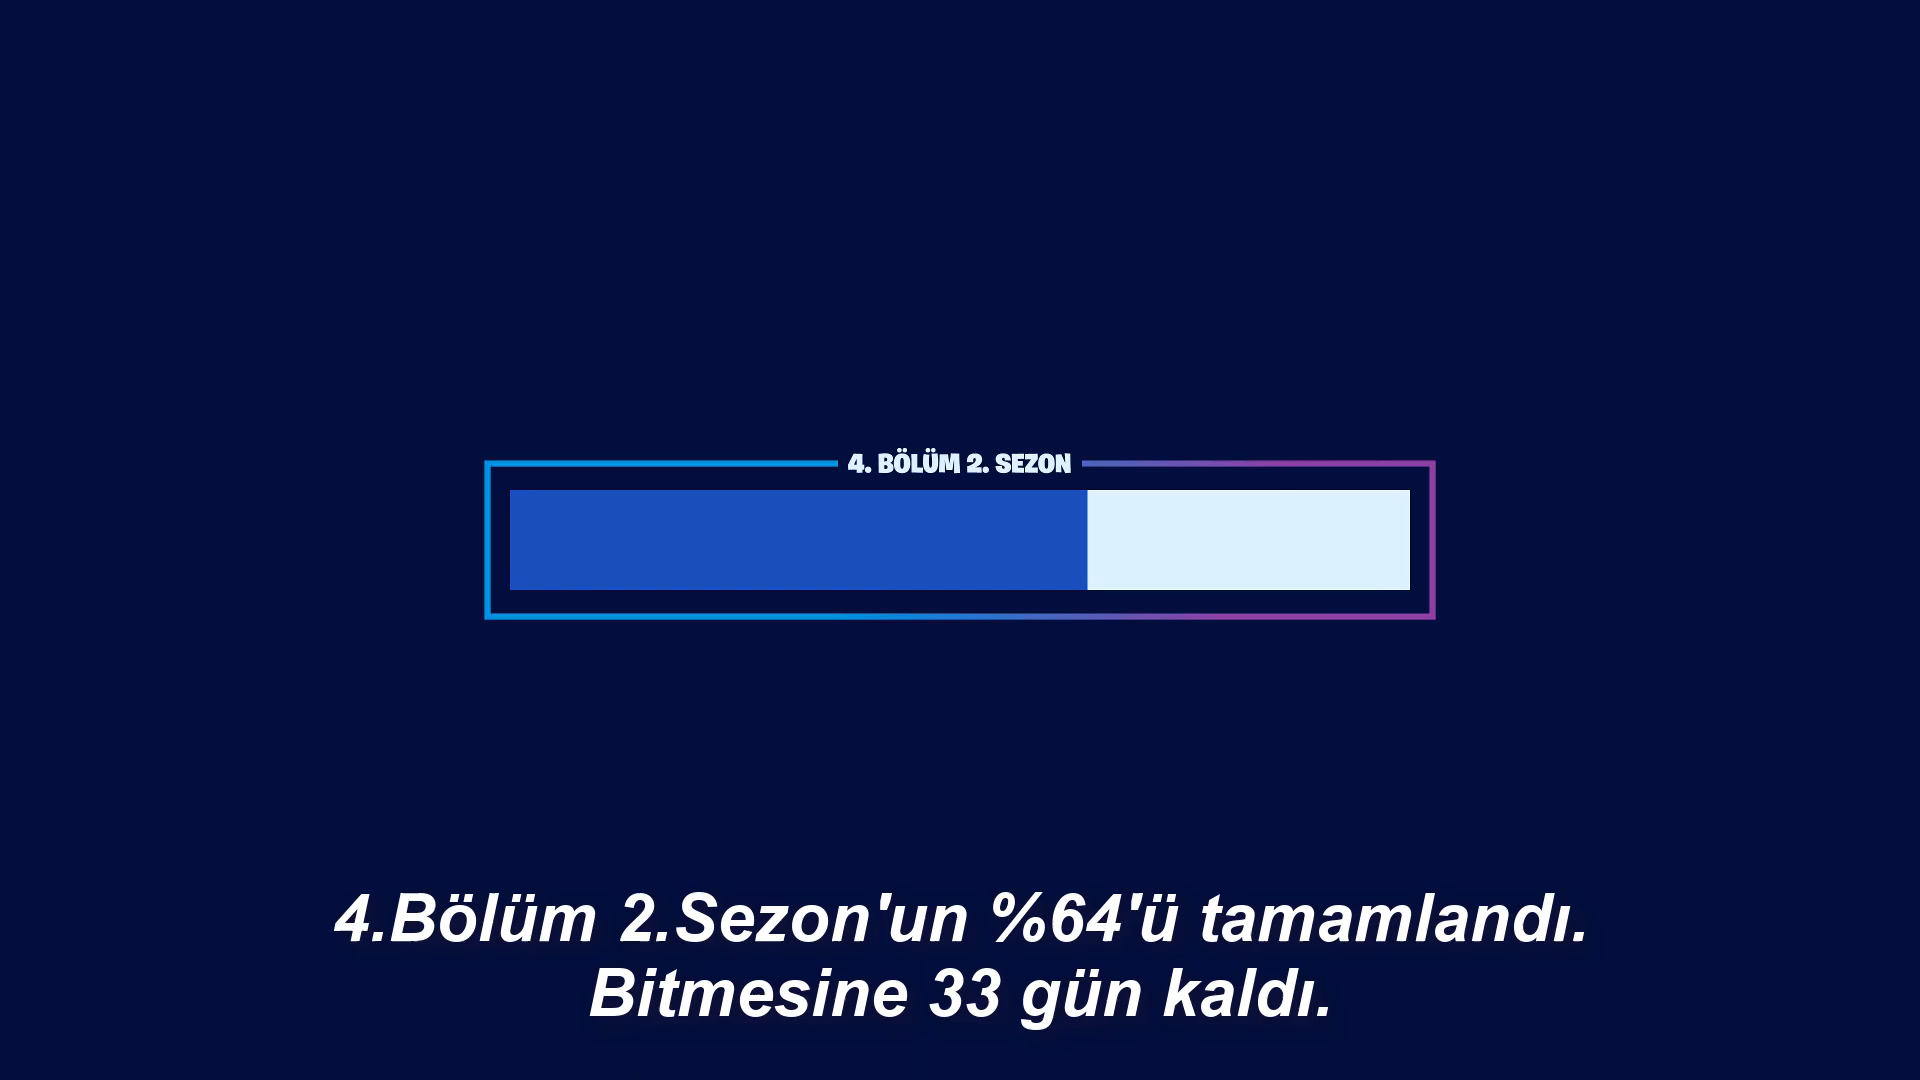 4. BÖLÜM 2. SEZON
4.Bölüm 2.Sezon'un %64'ü tamamlandı.
Bitmesine 33 gün kaldı.